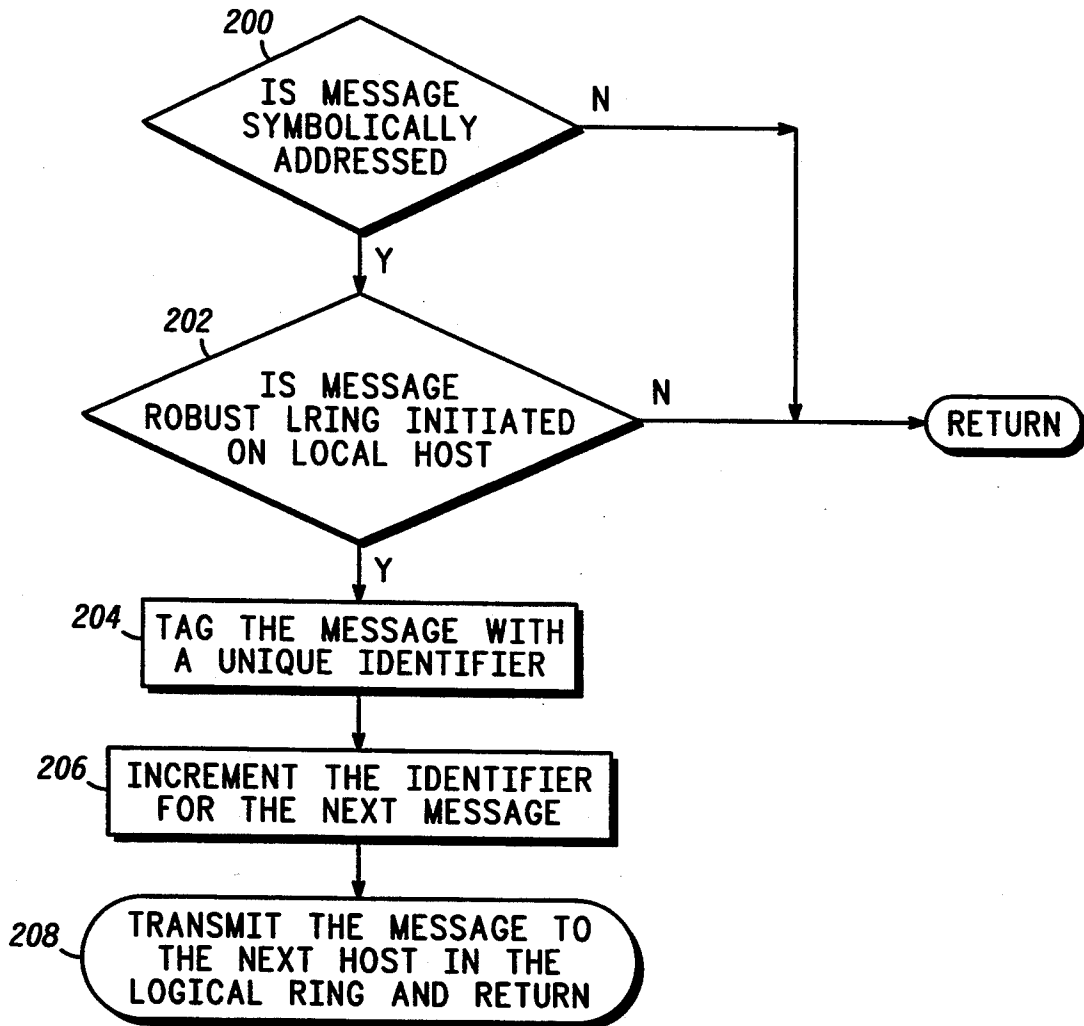 200
IS MESSAGE
SYMBOLICALLY
ADDRESSED
N
Y
202
IS MESSAGE
ROBUST LRING INITIATED
ON LOCAL HOST
N
RETURN
Y
204
TAG THE MESSAGE WITH
A UNIQUE IDENTIFIER
206
INCREMENT THE IDENTIFIER
FOR THE NEXT MESSAGE
208
TRANSMIT THE MESSAGE TO
THE NEXT HOST IN THE
LOGICAL RING AND RETURN